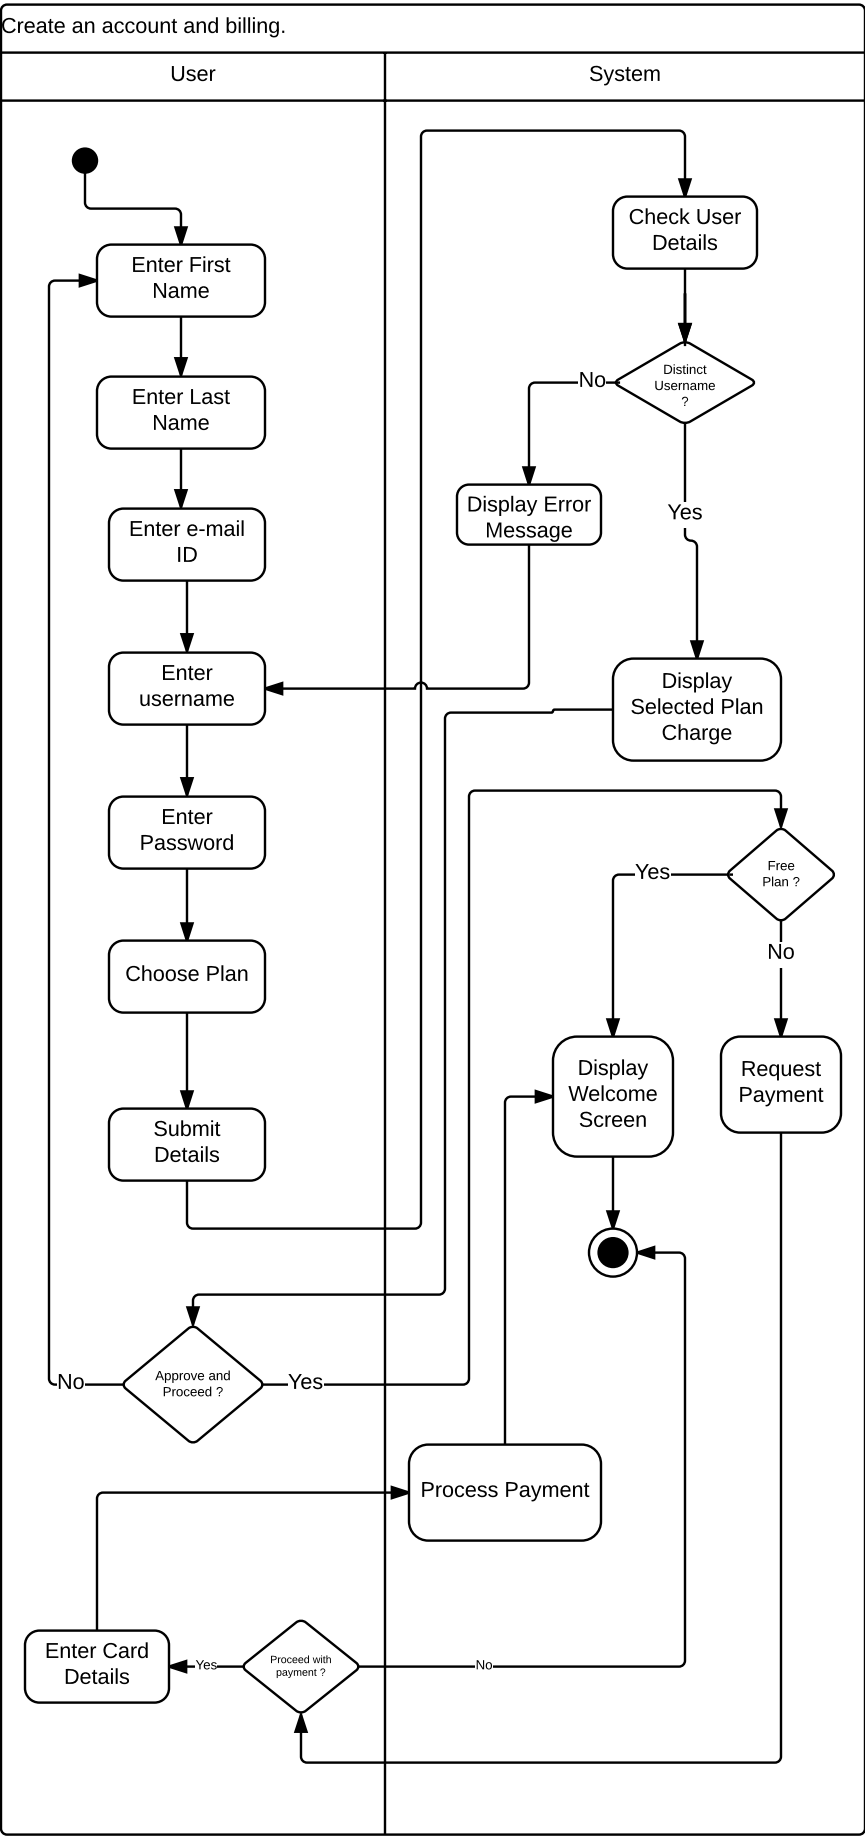 Create an account and billing.
User
System
Check User
Details
Enter First
Name
Distinct
Username
?
No
Enter Last
Name
Display Error
Message
Yes
Enter e-mail
ID
Enter
username
Display
Selected Plan
Charge
Enter
Password
Free
Plan ?
Yes
No
Choose Plan
Display
Welcome
Screen
Request
Payment
Submit
Details
Approve and
Proceed ?
No
Yes
Process Payment
Enter Card
Details
Yes
Proceed with
payment ?
No